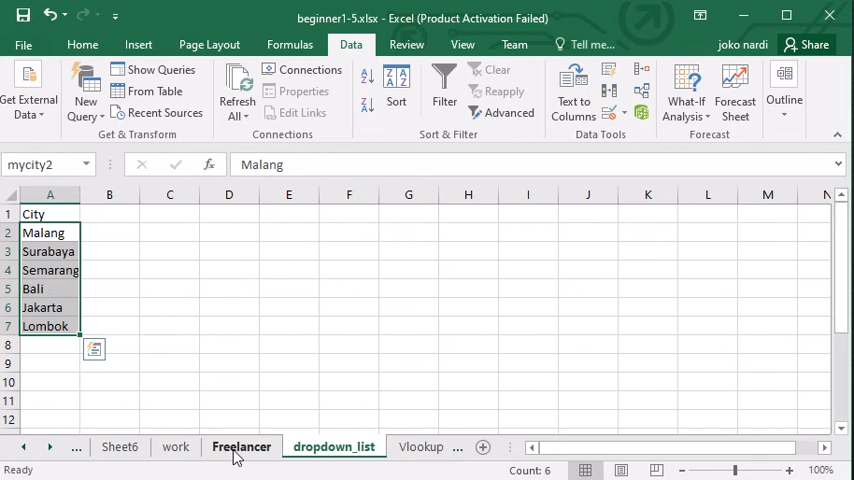 beginner1-5.xlsx - Excel (Product Activation Failed)
File Home Insert Page Layout Formulas Data Review View Team Tell me... joko nardi Share
Get External Data
New Query
Show Queries
From Table
Recent Sources
Get & Transform
Refresh All
Connections
Properties
Edit Links
Connections
Sort
Filter
Clear
Reapply
Advanced
Sort & Filter
Text to Columns
Data Tools
What-If Analysis
Forecast Sheet
Forecast
Outline
mycity2 fx Malang
A B C D E F G H I J K L M N
1 City
2 Malang
3 Surabaya
4 Semarang
5 Bali
6 Jakarta
7 Lombok
8
9
10
11
12
... Sheet6 work Freelancer dropdown_list Vlookup ...
Ready Count: 6 100%